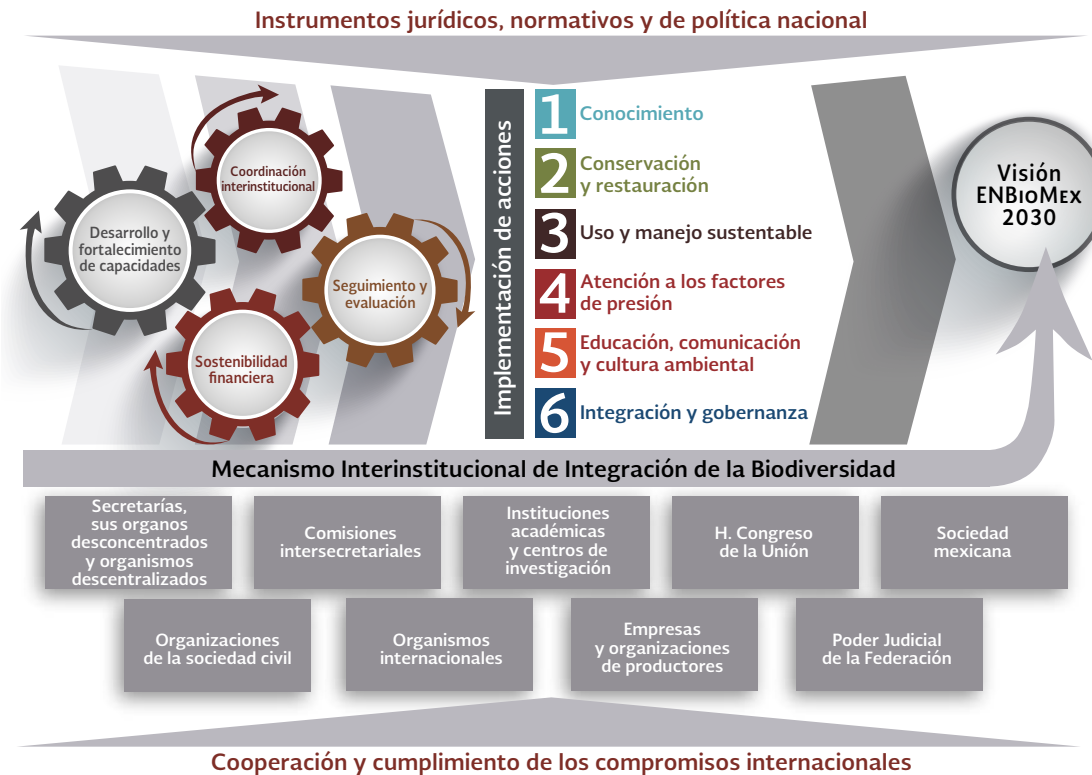 Instrumentos jurídicos, normativos y de política nacional
Coordinación
interinstitucional
Desarrollo y
fortalecimiento
de capacidades
Seguimiento y
evaluación
Sostenibilidad
financiera
Implementación de acciones
1 Conocimiento
2 Conservación
y restauración
3 Uso y manejo sustentable
4 Atención a los factores
de presión
5 Educación, comunicación
y cultura ambiental
6 Integración y gobernanza
Visión
ENBioMex
2030
Mecanismo Interinstitucional de Integración de la Biodiversidad
Secretarías,
sus organos
desconcentrados
y organismos
descentralizados
Comisiones
intersecretariales
Instituciones
académicas
y centros de
investigación
H. Congreso
de la Unión
Sociedad
mexicana
Organizaciones
de la sociedad civil
Organismos
internacionales
Empresas
y organizaciones
de productores
Poder Judicial
de la Federación
Cooperación y cumplimiento de los compromisos internacionales